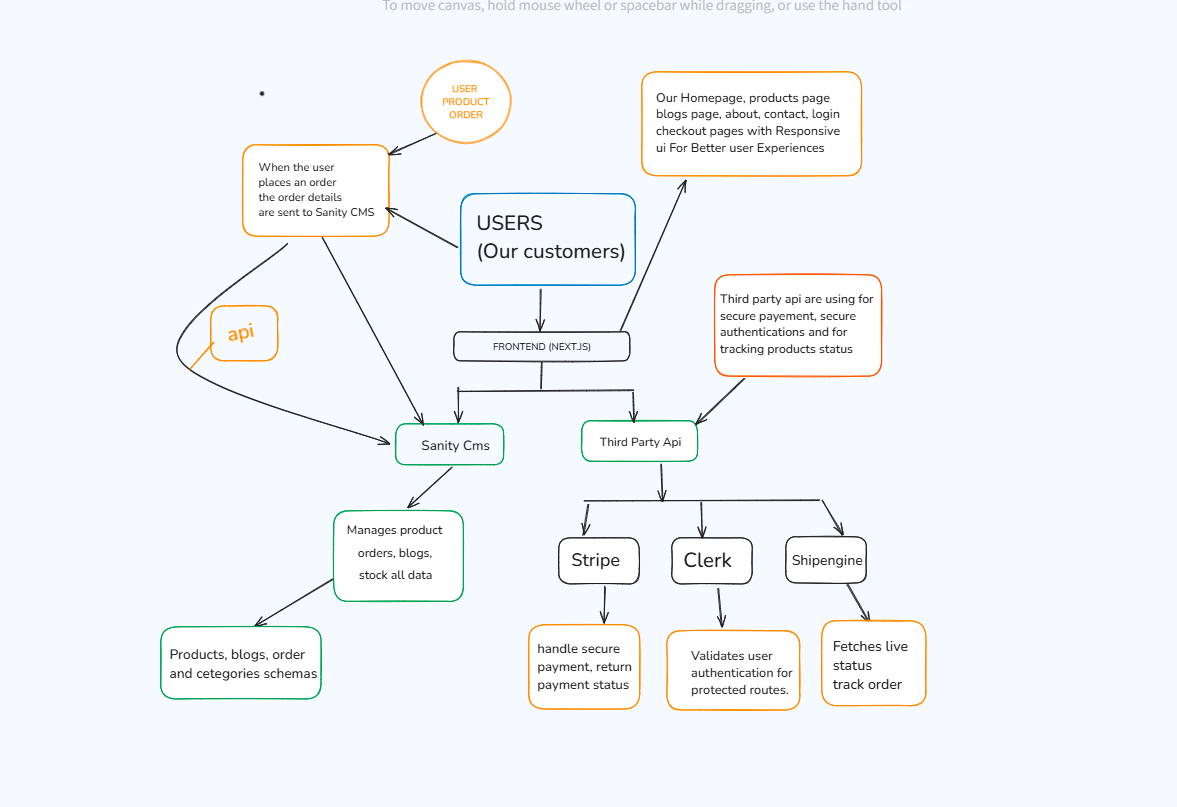 To move canvas, hold mouse wheel or spacebar while dragging, or use the hand tool
USER
PRODUCT
ORDER
Our Homepage, products page
blogs page, about, contact, login
checkout pages with Responsive
ui For Better user Experiences
When the user
places an order
the order details
are sent to Sanity CMS
USERS
(Our customers)
Third party api are using for
secure payement, secure
authentications and for
tracking products status
api
FRONTEND (NEXT.JS)
Sanity Cms
Third Party Api
Manages product
orders, blogs,
stock all data
Stripe
Clerk
Shipengine
Products, blogs, order
and cetegories schemas
handle secure
payment, return
payment status
Validates user
authentication for
protected routes.
Fetches live
status
track order